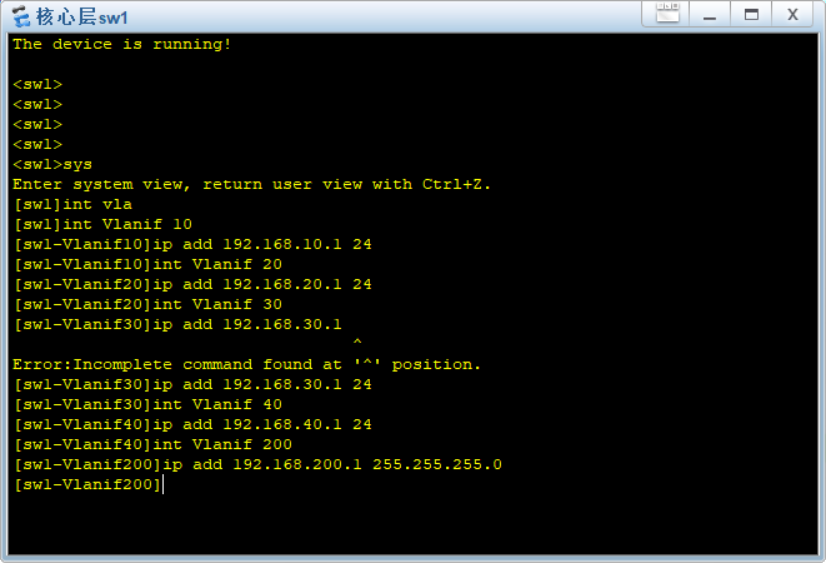 核心层sw1
The device is running!
<sw1>
<sw1>
<sw1>
<sw1>
<sw1>sys
Enter system view, return user view with Ctrl+Z.
[sw1]int vla
[sw1]int Vlanif 10
[sw1-Vlanif10]ip add 192.168.10.1 24
[sw1-Vlanif10]int Vlanif 20
[sw1-Vlanif20]ip add 192.168.20.1 24
[sw1-Vlanif20]int Vlanif 30
[sw1-Vlanif30]ip add 192.168.30.1
^
Error:Incomplete command found at '^' position.
[sw1-Vlanif30]ip add 192.168.30.1 24
[sw1-Vlanif30]int Vlanif 40
[sw1-Vlanif40]ip add 192.168.40.1 24
[sw1-Vlanif40]int Vlanif 200
[sw1-Vlanif200]ip add 192.168.200.1 255.255.255.0
[sw1-Vlanif200]